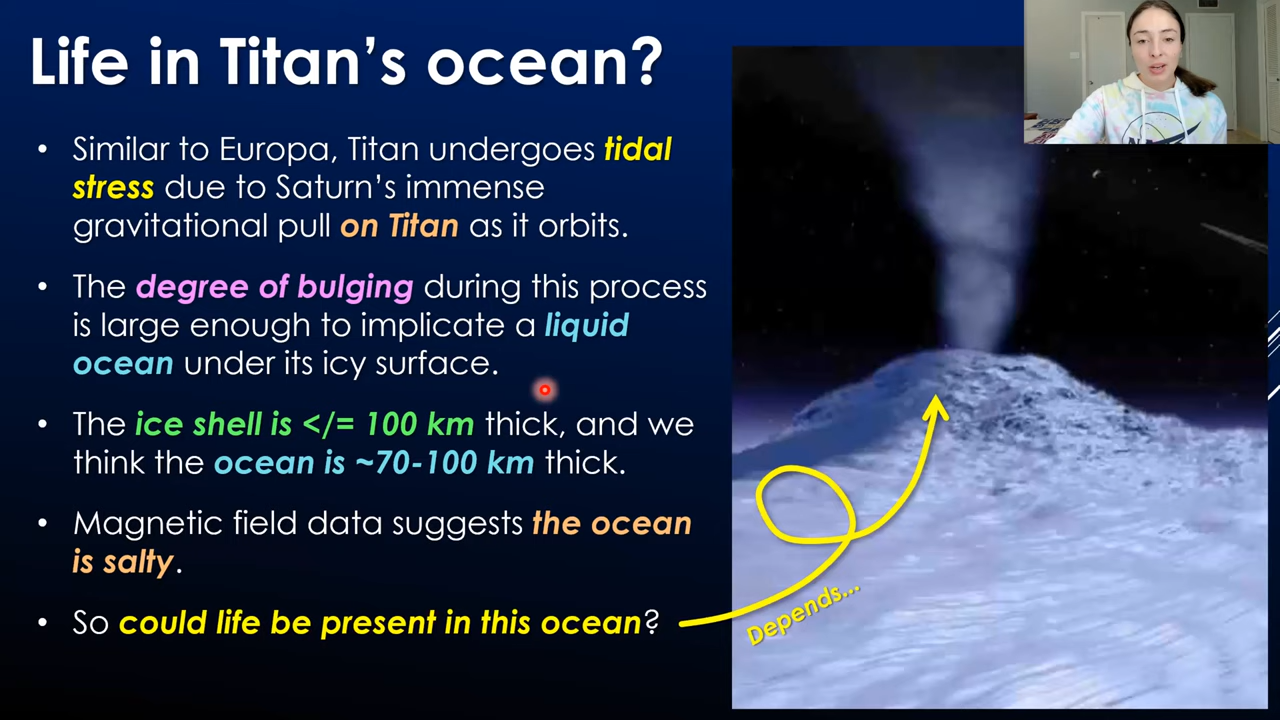 Life in Titan's ocean?
• Similar to Europa, Titan undergoes tidal
stress due to Saturn's immense
gravitational pull on Titan as it orbits.
• The degree of bulging during this process
is large enough to implicate a liquid
ocean under its icy surface.
• The ice shell is </= 100 km thick, and we
think the ocean is ~70-100 km thick.
• Magnetic field data suggests the ocean
is salty.
• So could life be present in this ocean?
Depends...